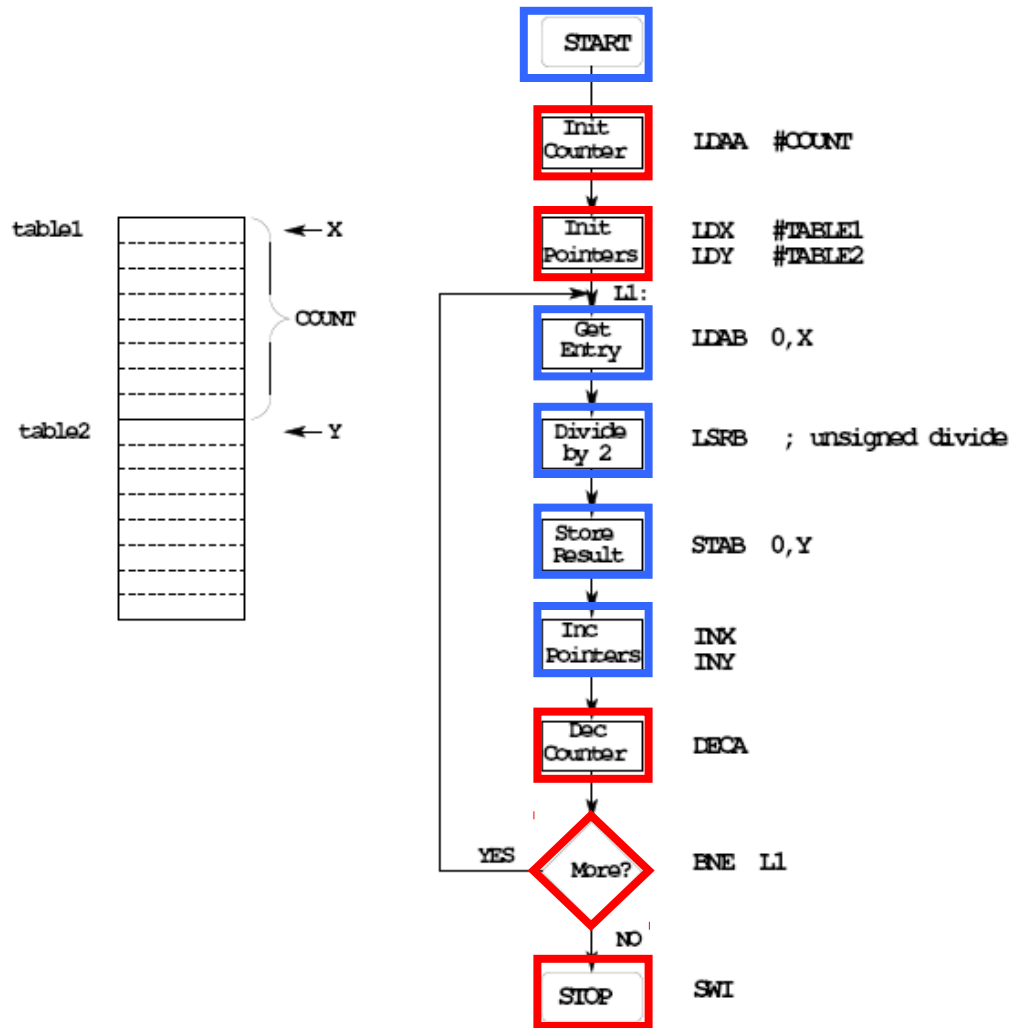 START
Init
Counter
LDAA #COUNT
Init
Pointers
LDX #TABLE1
LDY #TABLE2
table1
X
COUNT
table2
Y
L1:
Get
Entry
LDAB 0,X
Divide
by 2
LSRB ; unsigned divide
Store
Result
STAB 0,Y
Inc
Pointers
INX
INY
Dec
Counter
DECA
YES
More?
BNE L1
NO
STOP
SWI